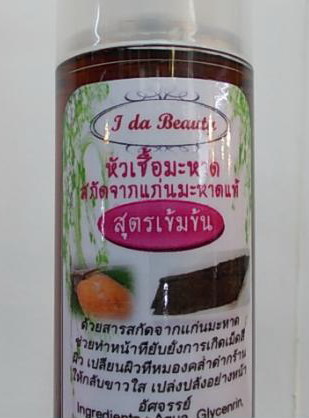 I da Beauty
หัวเชื้อมะหาด
สกัดจากแก่นมะหาดแท้
สูตรเข้มข้น
ด้วยสารสกัดจากแก่นมะหาด
ช่วยทำหน้าที่ยับยั้งการเกิดเม็ดสี
ผิว เปลี่ยนผิวที่หมองคล้ำดำกร้าน
ให้กลับขาวใส เปล่งปลั่งอย่างน่า
อัศจรรย์
Ingredients : Aqua, Glycerrin,